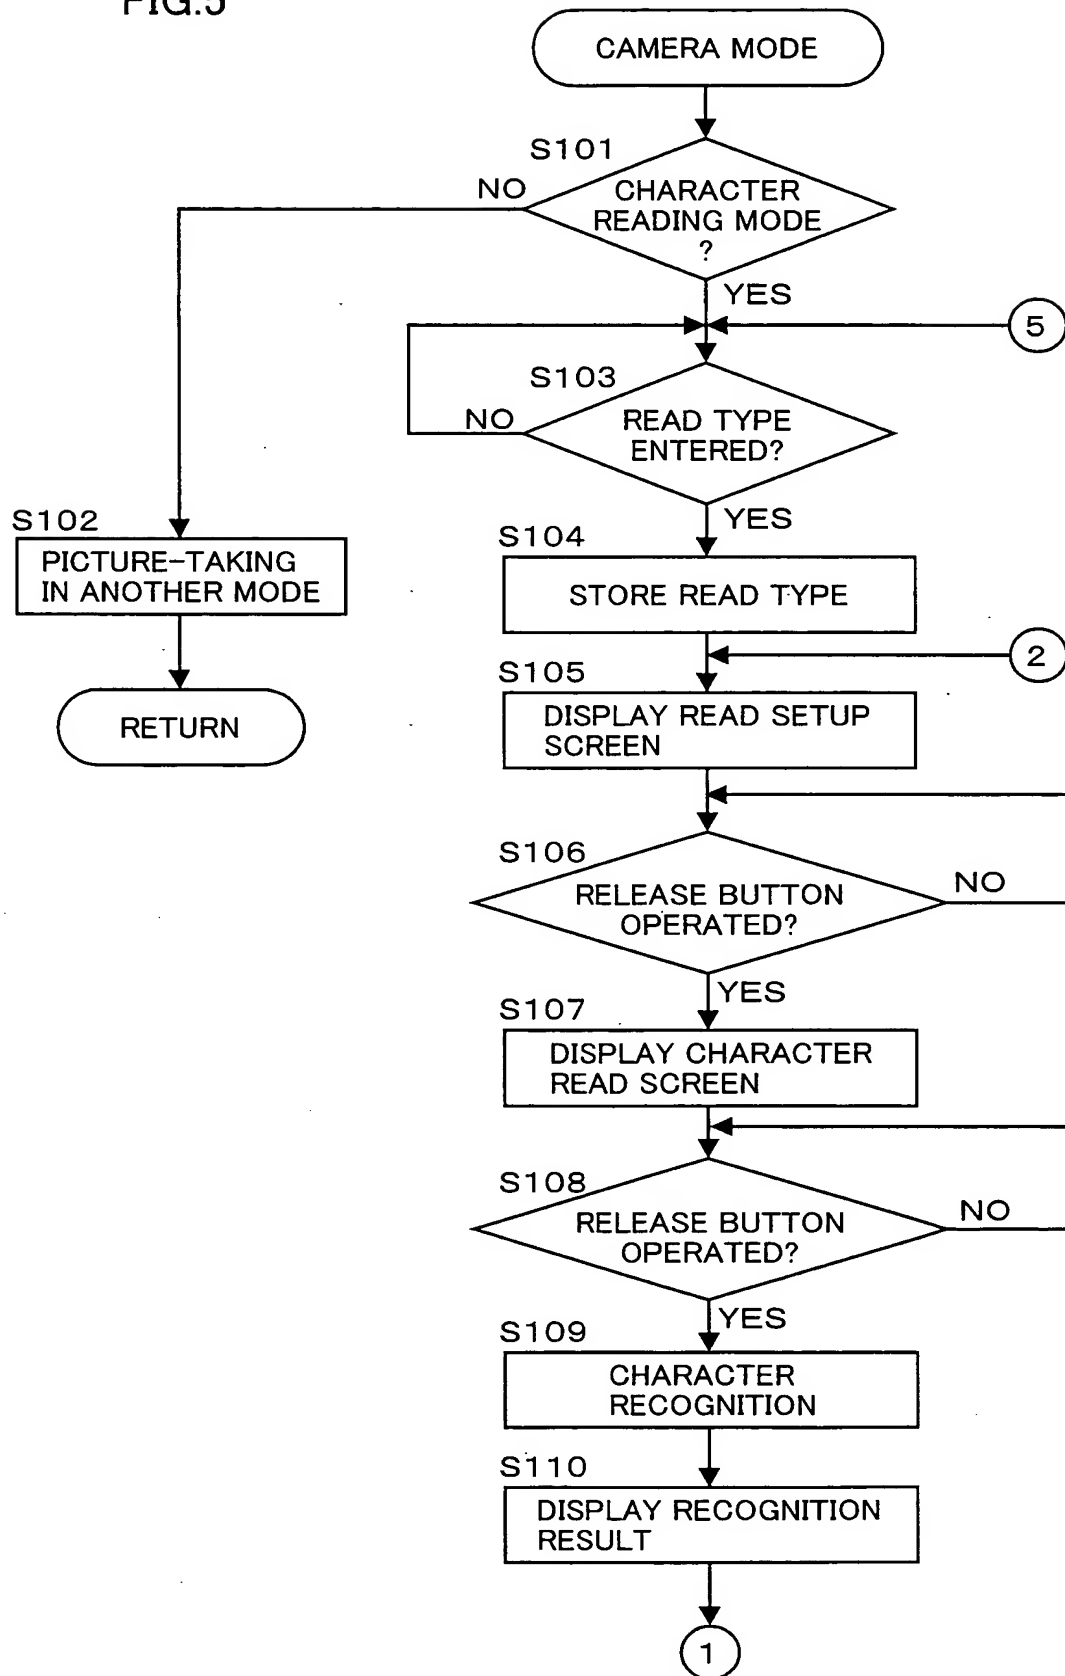 FIG.5
CAMERA MODE
S101
NO
CHARACTER
READING MODE
?
YES
5
S103
NO
READ TYPE
ENTERED?
YES
S102
PICTURE-TAKING
IN ANOTHER MODE
S104
STORE READ TYPE
2
RETURN
S105
DISPLAY READ SETUP
SCREEN
S106
RELEASE BUTTON
OPERATED?
NO
YES
S107
DISPLAY CHARACTER
READ SCREEN
S108
RELEASE BUTTON
OPERATED?
NO
YES
S109
CHARACTER
RECOGNITION
S110
DISPLAY RECOGNITION
RESULT
1